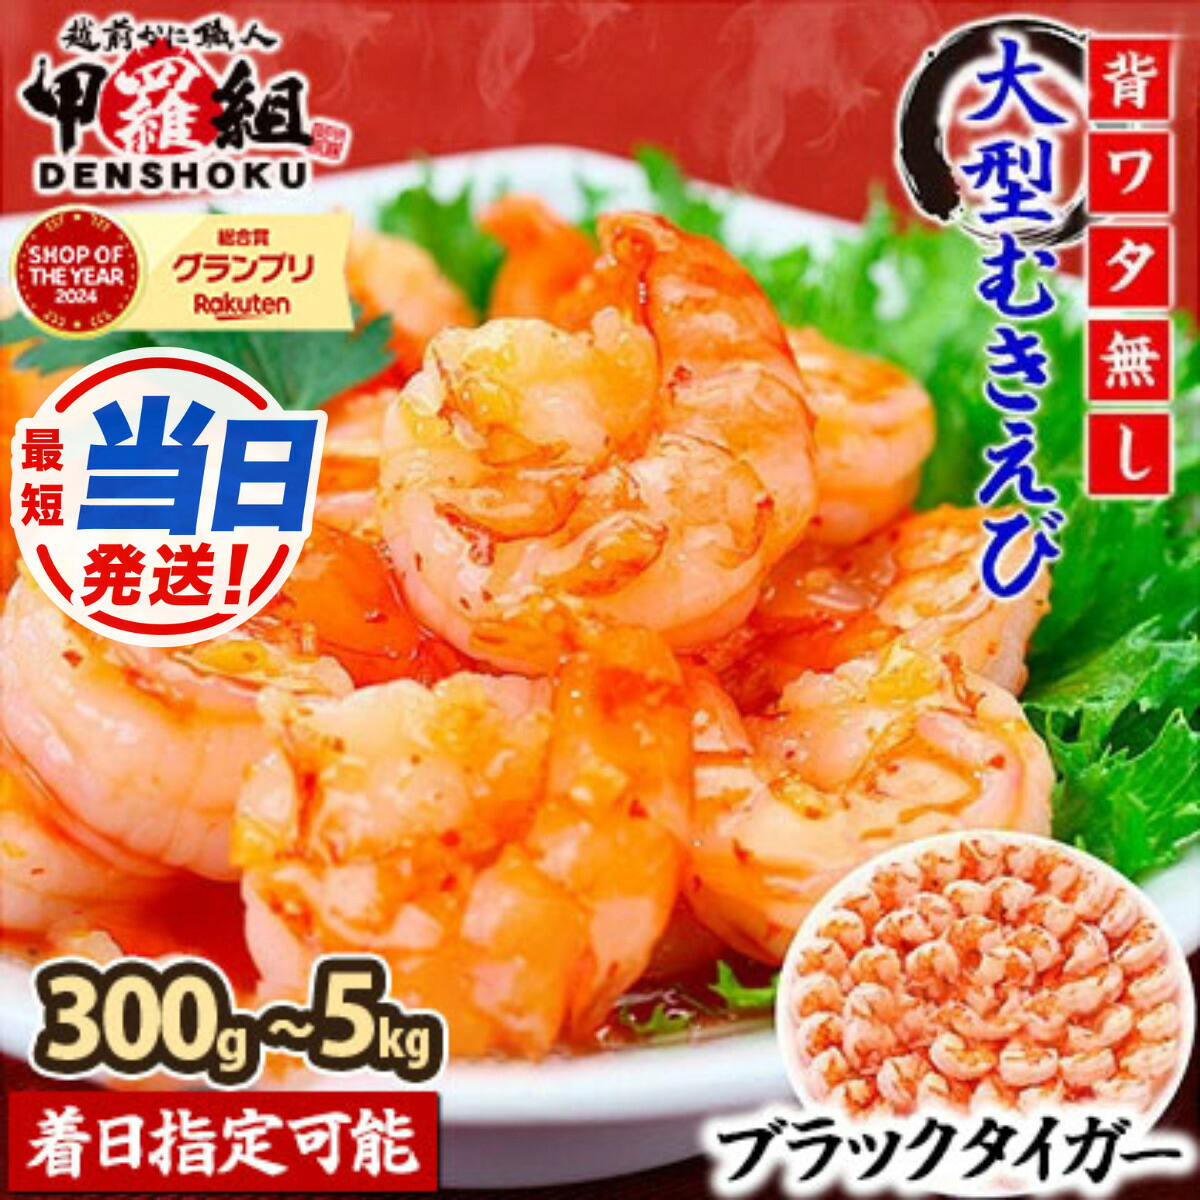 越前かに職人
甲羅組
DENSHOKU
SHOP OF
THE YEAR
2024
総合賞
グランプリ
Rakuten
最短
当日
発送!
背ワタ無し
大型むきえび
300g~5kg
着日指定可能
ブラックタイガー